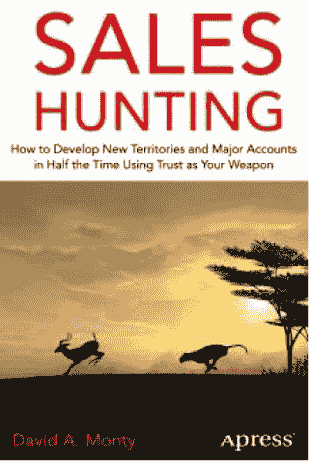 SALES
HUNTING
How to Develop New Territories and Major Accounts
in Half the Time Using Trust as Your Weapon
David A. Monty
Apress®